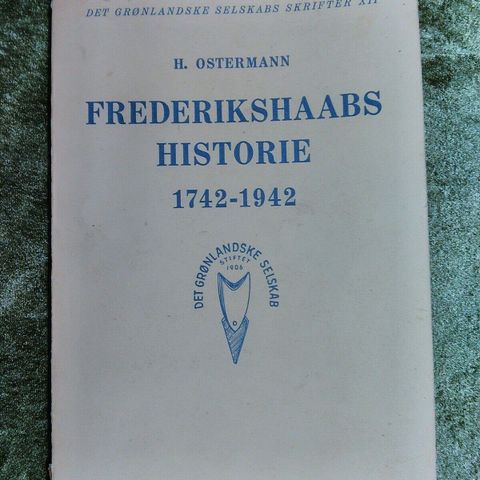 DET GRØNLANDSKE SELSKABS SKRIFTER XII
H. OSTERMANN
FREDERIKSHAABS
HISTORIE
1742-1942
DET GRØNLANDSKE SELSKAB
STIFTET
1906